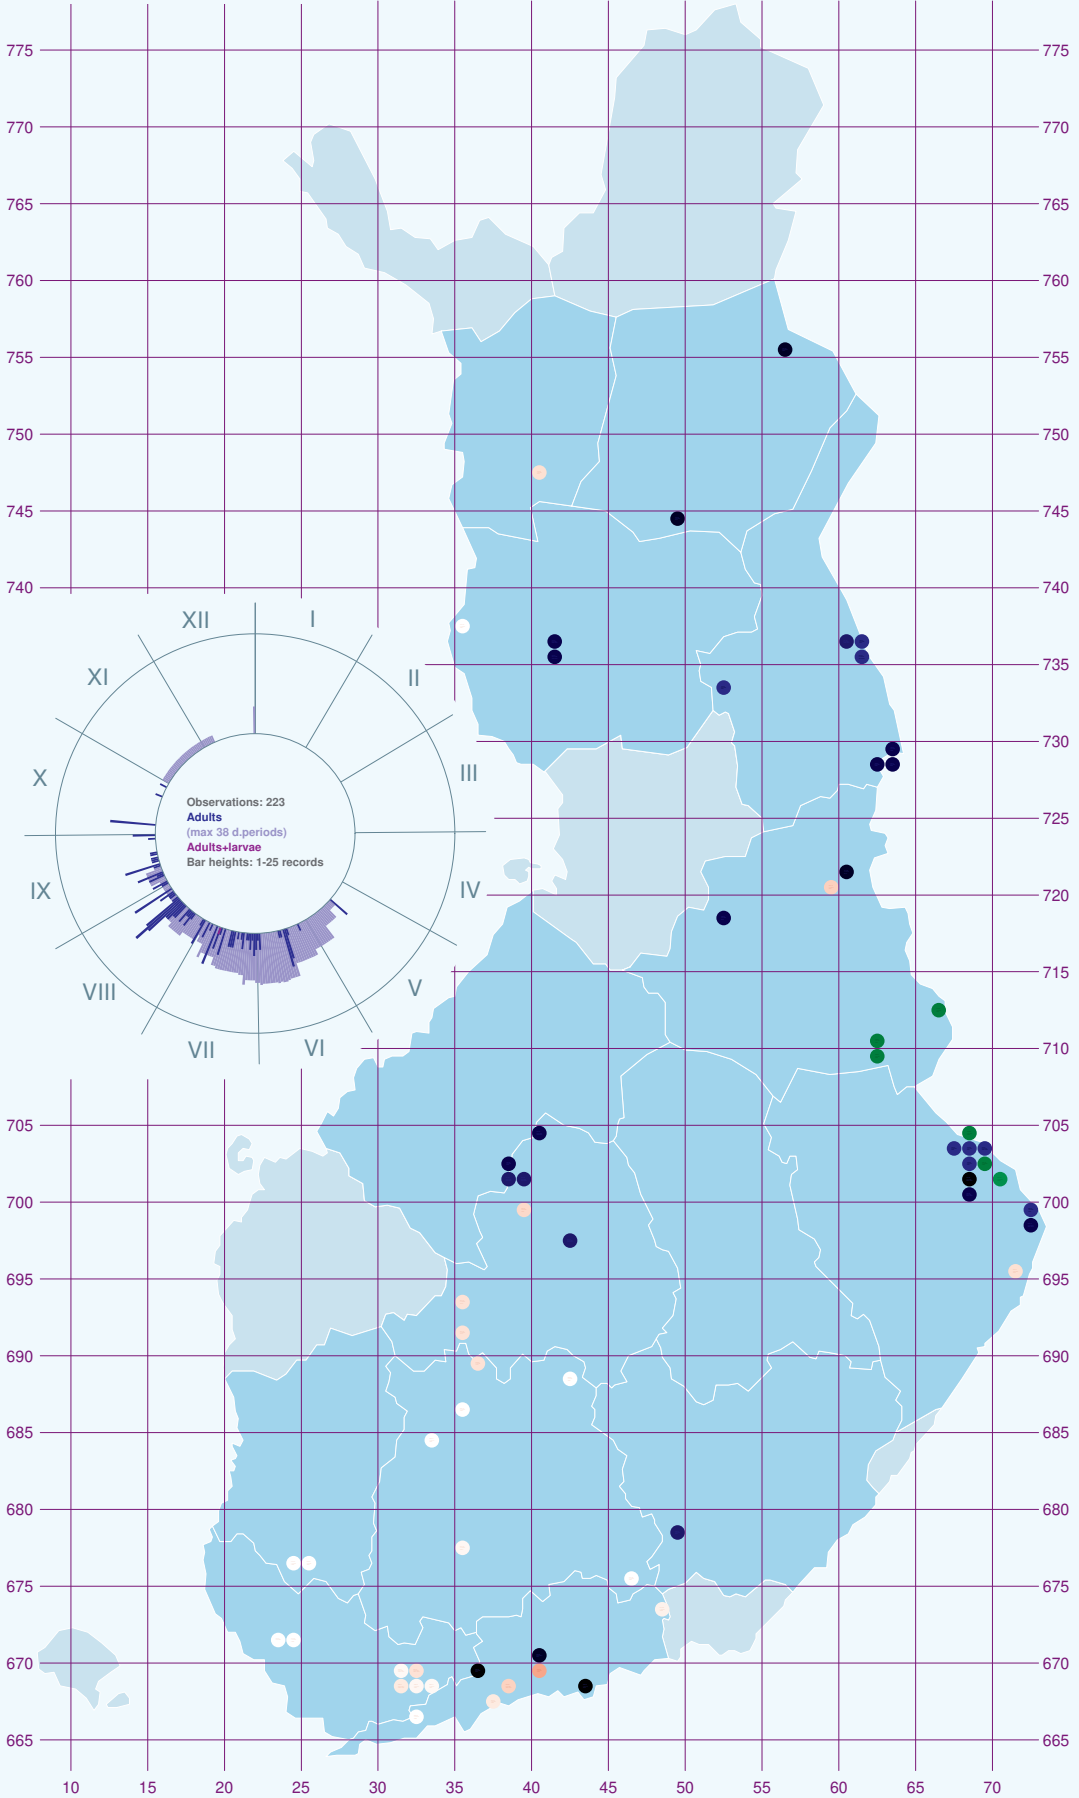 775 775
770 770
765 765
760 760
755 755
750 750
745 745
740 740
XII I
XI II
735 735
730 730
X III
Observations: 223
Adults
(max 38 d.periods)
Adults+larvae
Bar heights: 1-25 records
725 725
IX IV
720 720
715 715
VIII V
VII VI
710 710
705 705
700 700
695 695
690 690
685 685
680 680
675 675
670 670
665 665
10 15 20 25 30 35 40 45 50 55 60 65 70